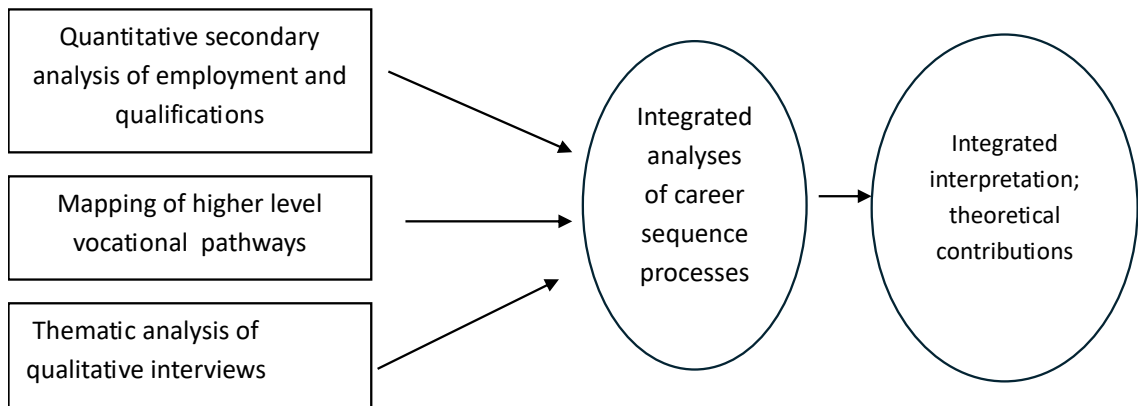 Quantitative secondary
analysis of employment and
qualifications
Mapping of higher level
vocational pathways
Thematic analysis of
qualitative interviews
Integrated
analyses
of career
sequence
processes
Integrated
interpretation;
theoretical
contributions